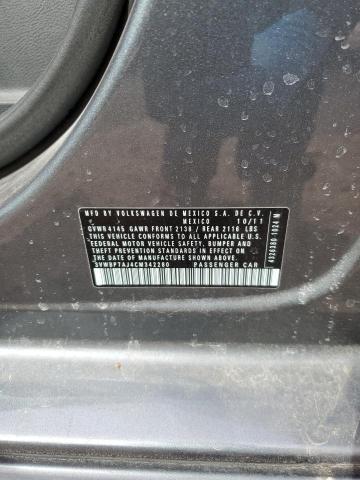 MFD BY VOLKSWAGEN DE MEXICO S.A. DE C.V.
MEXICO 10/11
GVWR 4145 GAWR FRONT 2138 / REAR 2116 LBS
THIS VEHICLE CONFORMS TO ALL APPLICABLE
FEDERAL MOTOR VEHICLE SAFETY, BUMPER AND
THEFT PREVENTION STANDARDS IN EFFECT ON
THE DATE OF MANUFACTURE SHOWN ABOVE
3VWBP7AJ4CM342260 PASSENGER CAR